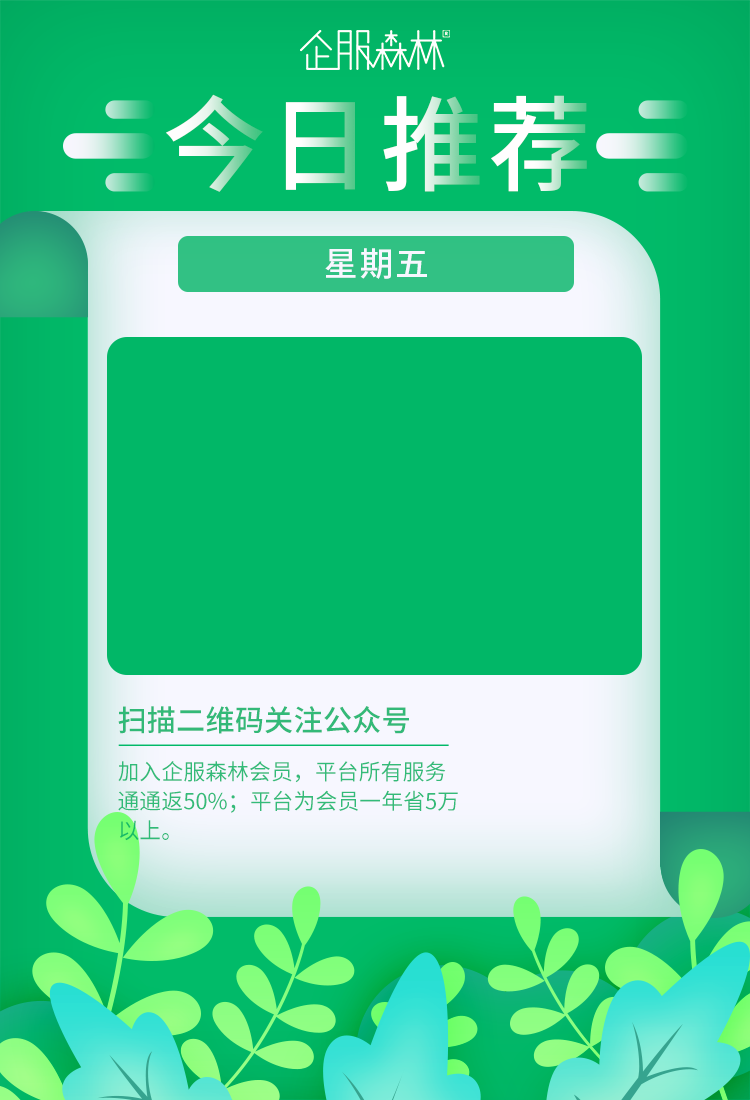 企服森林
今日推荐
星期五
扫描二维码关注公众号
加入企服森林会员，平台所有服务
通通返50%；平台为会员一年省5万
以上。